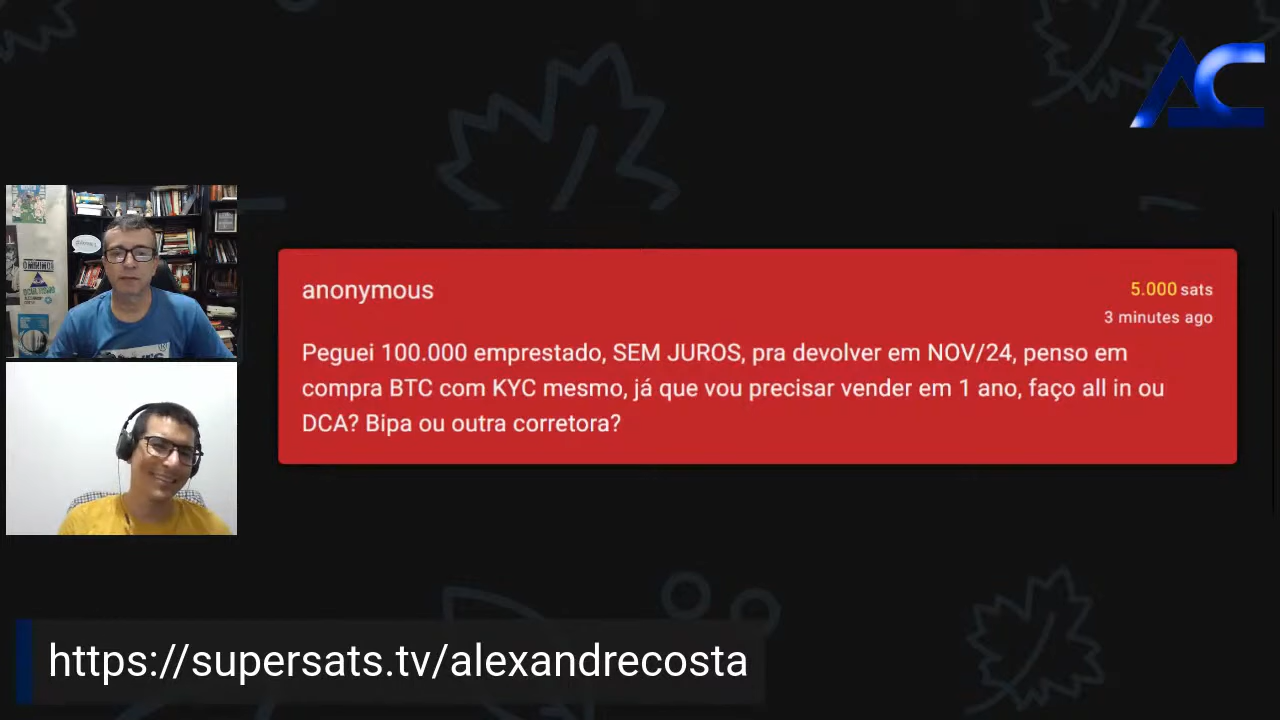 AC
anonymous
5.000 sats
3 minutes ago
Peguei 100.000 emprestado, SEM JUROS, pra devolver em NOV/24, penso em
compra BTC com KYC mesmo, já que vou precisar vender em 1 ano, faço all in ou
DCA? Bipa ou outra corretora?
https://supersats.tv/alexandrecosta